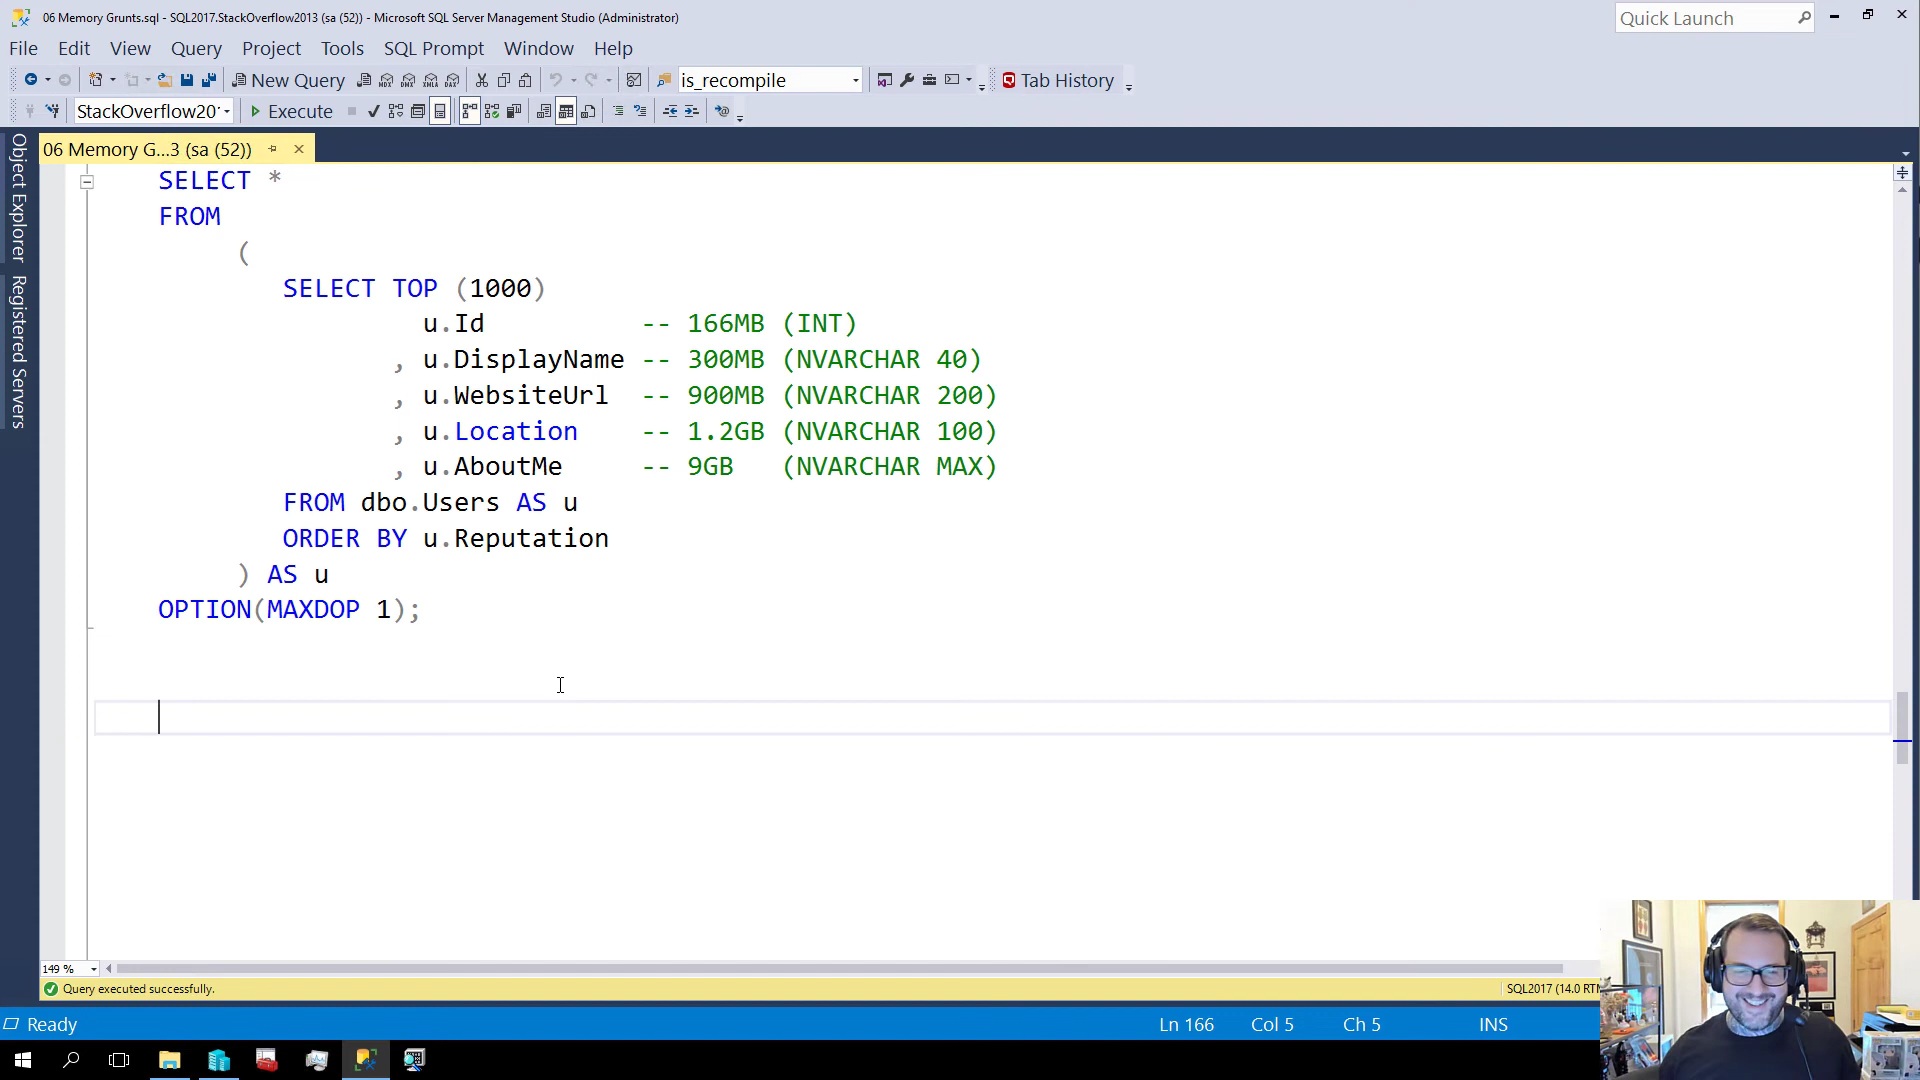 06 Memory Grunts.sql - SQL2017.StackOverflow2013 (sa (52)) - Microsoft SQL Server Management Studio (Administrator)
Quick Launch
File Edit View Query Project Tools SQL Prompt Window Help
New Query
is_recompile
Tab History
StackOverflow20
Execute
06 Memory G...3 (sa (52))
Object Explorer
Registered Servers
SELECT *
FROM
(
SELECT TOP (1000)
u.Id -- 166MB (INT)
, u.DisplayName -- 300MB (NVARCHAR 40)
, u.WebsiteUrl -- 900MB (NVARCHAR 200)
, u.Location -- 1.2GB (NVARCHAR 100)
, u.AboutMe -- 9GB (NVARCHAR MAX)
FROM dbo.Users AS u
ORDER BY u.Reputation
) AS u
OPTION(MAXDOP 1);
149 %
Query executed successfully.
SQL2017 (14.0 RTM
Ready
Ln 166 Col 5 Ch 5 INS